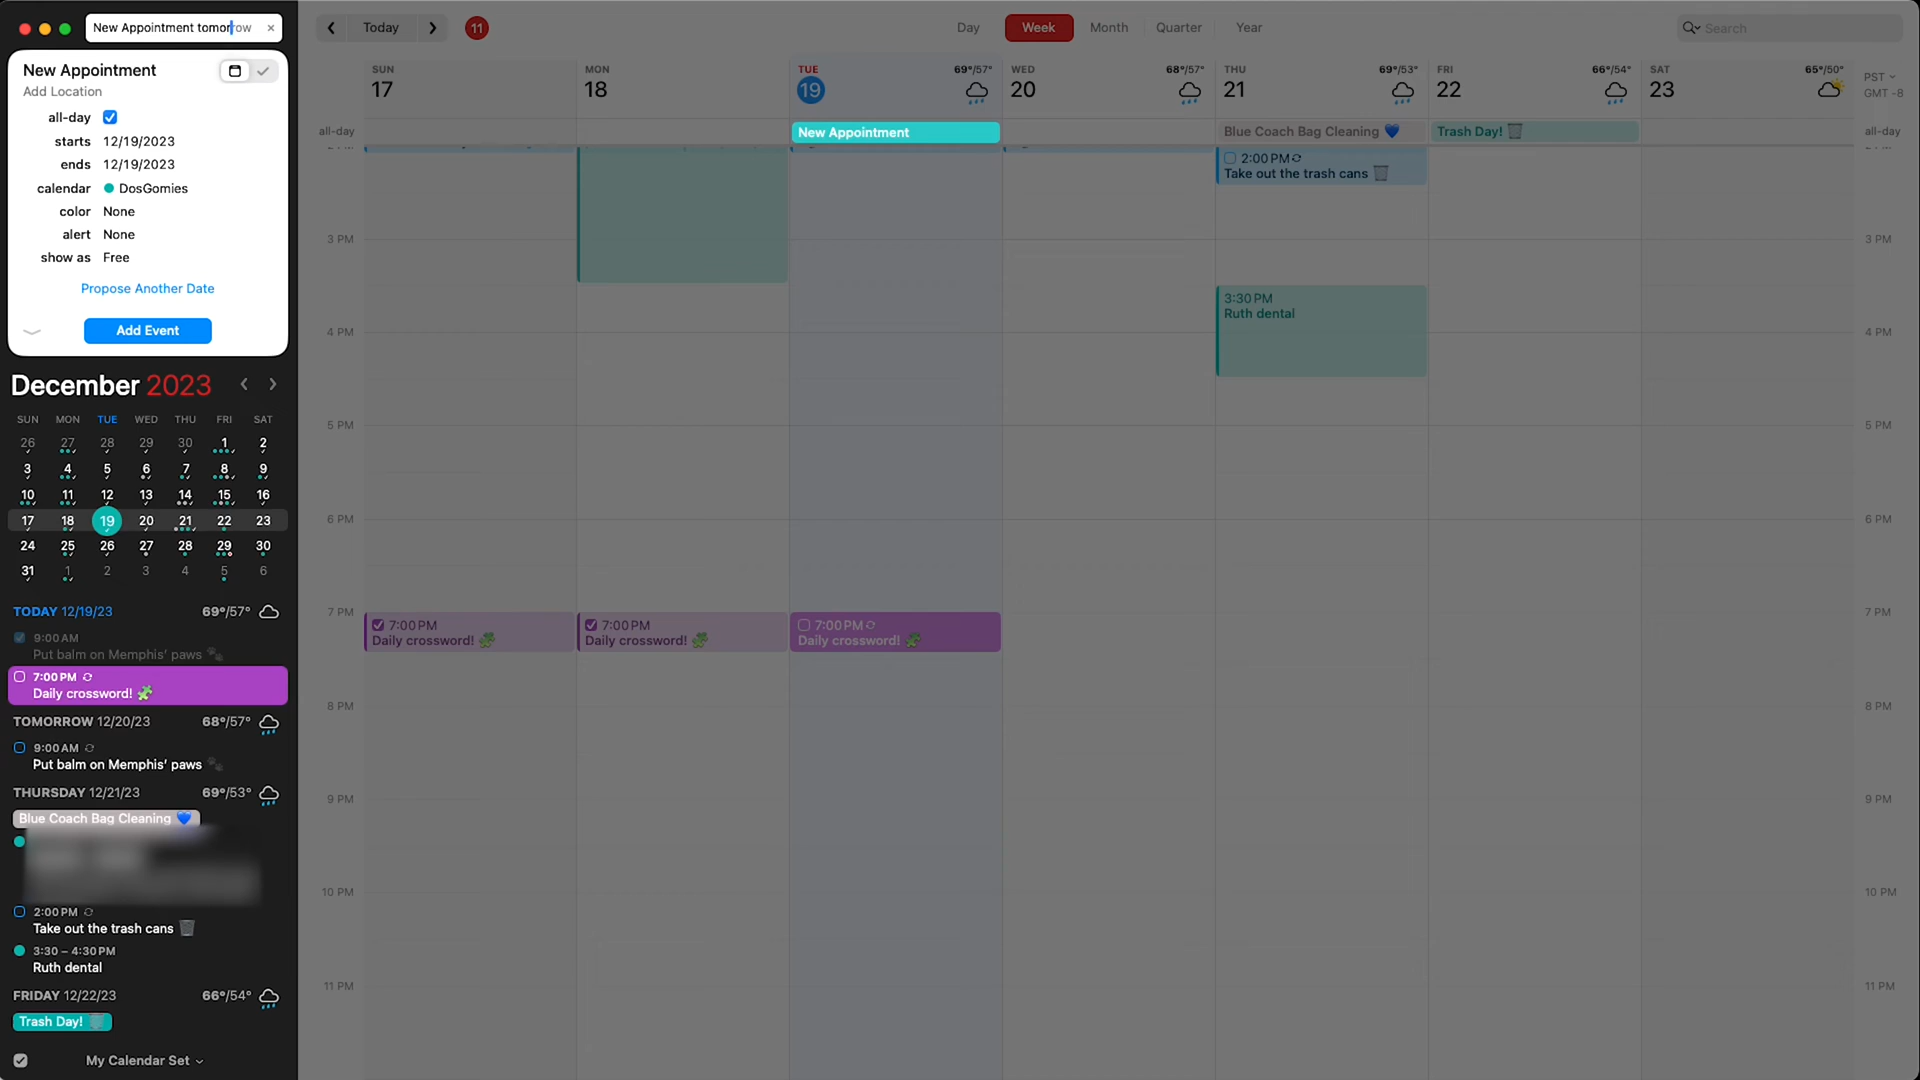 New Appointment tomorrow ×
New Appointment
Add Location
all-day
starts 12/19/2023
ends 12/19/2023
calendar DosGomies
color None
alert None
show as Free
Propose Another Date
Add Event
December 2023
SUN MON TUE WED THU FRI SAT
26 27 28 29 30 1 2
3 4 5 6 7 8 9
10 11 12 13 14 15 16
17 18 19 20 21 22 23
24 25 26 27 28 29 30
31 1 2 3 4 5 6
TODAY 12/19/23 69°/57°
9:00 AM
Put balm on Memphis' paws 🐾
7:00 PM
Daily crossword! 🧩
TOMORROW 12/20/23 68°/57°
9:00 AM
Put balm on Memphis' paws 🐾
THURSDAY 12/21/23 69°/53°
Blue Coach Bag Cleaning 💙
2:00 PM
Take out the trash cans 🗑️
3:30 – 4:30 PM
Ruth dental
FRIDAY 12/22/23 66°/54°
Trash Day! 🗑️
My Calendar Set
Today
11
Day Week Month Quarter Year
Search
SUN
17
MON
18
TUE 69°/57°
19
WED 68°/57°
20
THU 69°/53°
21
FRI 66°/54°
22
SAT 65°/50°
23
PST
GMT -8
all-day New Appointment Blue Coach Bag Cleaning 💙 Trash Day! 🗑️ all-day
2:00 PM
Take out the trash cans 🗑️
3 PM 3 PM
3:30 PM
Ruth dental
4 PM 4 PM
5 PM 5 PM
6 PM 6 PM
7 PM 7 PM
7:00 PM
Daily crossword! 🧩
7:00 PM
Daily crossword! 🧩
7:00 PM
Daily crossword! 🧩
8 PM 8 PM
9 PM 9 PM
10 PM 10 PM
11 PM 11 PM